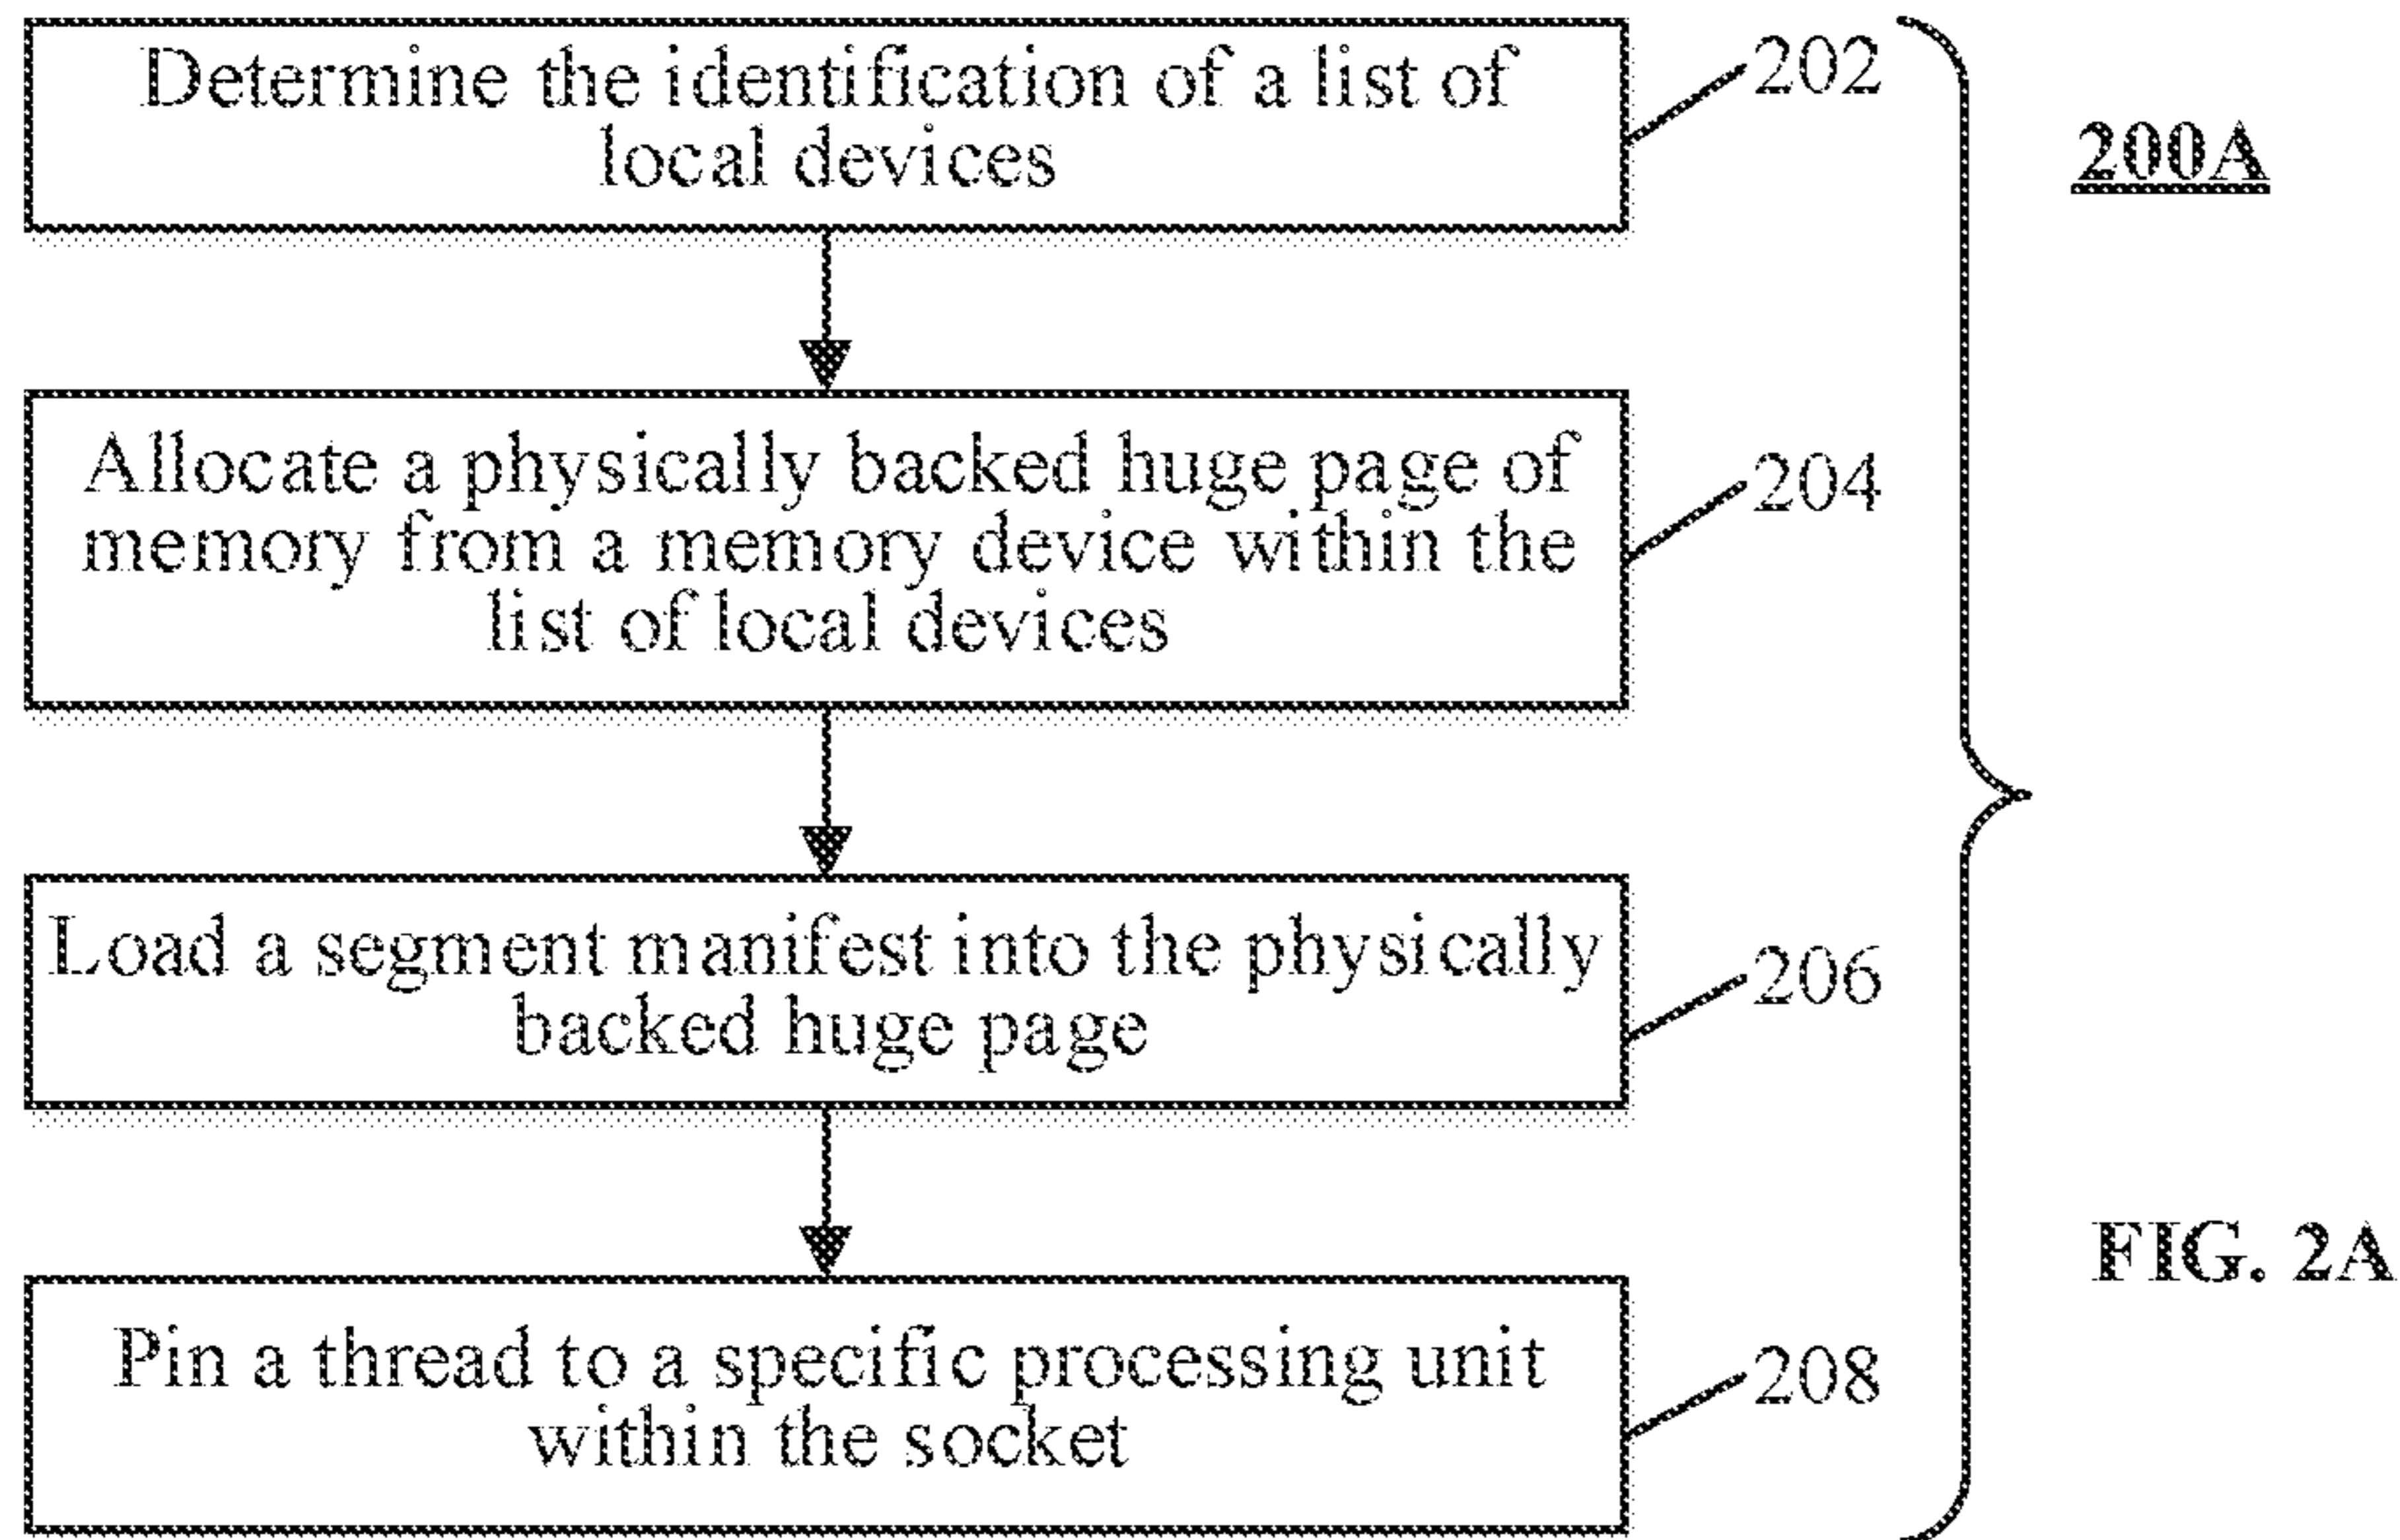 Determine the identification of a list of
local devices
202
200A
Allocate a physically backed huge page of
memory from a memory device within the
list of local devices
204
Load a segment manifest into the physically
backed huge page
206
Pin a thread to a specific processing unit
within the socket
208
FIG. 2A